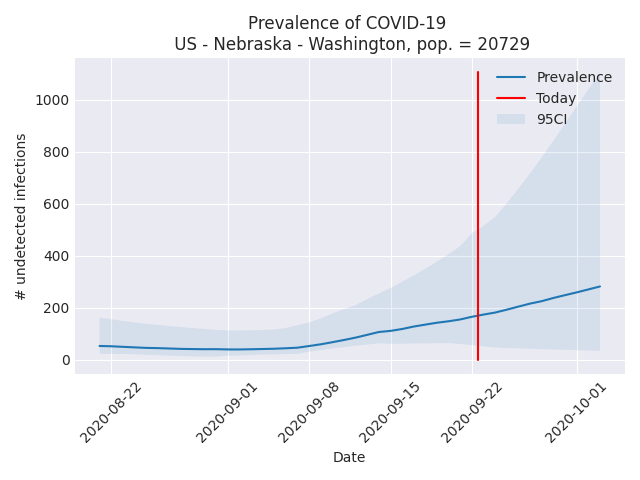 Prevalence of COVID-19
US - Nebraska - Washington, pop. = 20729
Prevalence
Today
95CI
# undetected infections
1000
800
600
400
200
0
2020-08-22
2020-09-01
2020-09-08
2020-09-15
2020-09-22
2020-10-01
Date